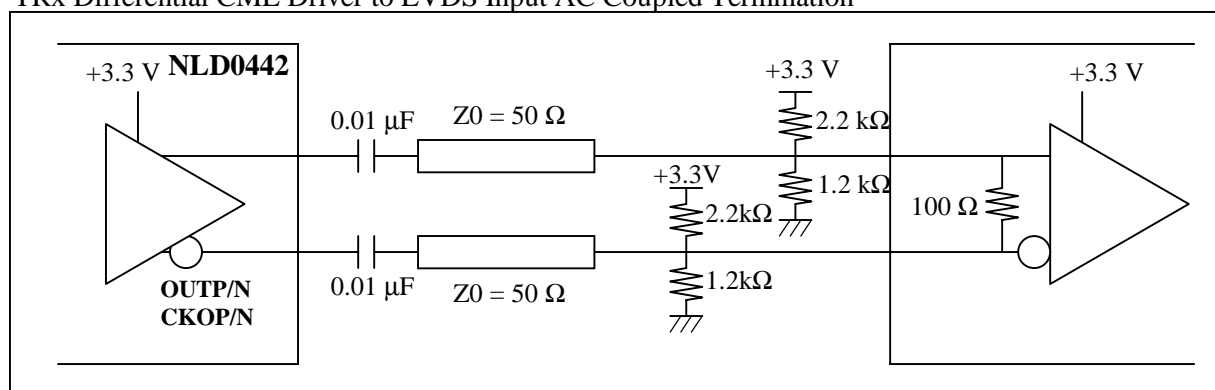 TRx Differential CML Driver to LVDS Input AC Coupled Termination
+3.3 V NLD0442
+3.3 V
+3.3 V
0.01 μF
Z0 = 50 Ω
2.2 kΩ
+3.3V
1.2 kΩ
100 Ω
2.2kΩ
OUTP/N
CKOP/N
0.01 μF
Z0 = 50 Ω
1.2kΩ